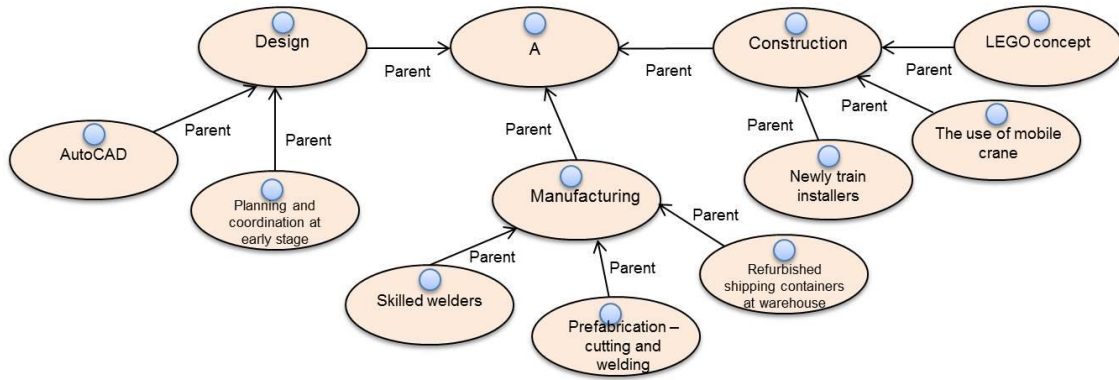 Design
A
Construction
LEGO concept
Parent
Parent
Parent
Parent
Parent
AutoCAD
Parent
Parent
Parent
The use of mobile
crane
Planning and
coordination at
early stage
Manufacturing
Newly train
installers
Parent
Parent
Parent
Skilled welders
Refurbished
shipping containers
at warehouse
Prefabrication –
cutting and
welding